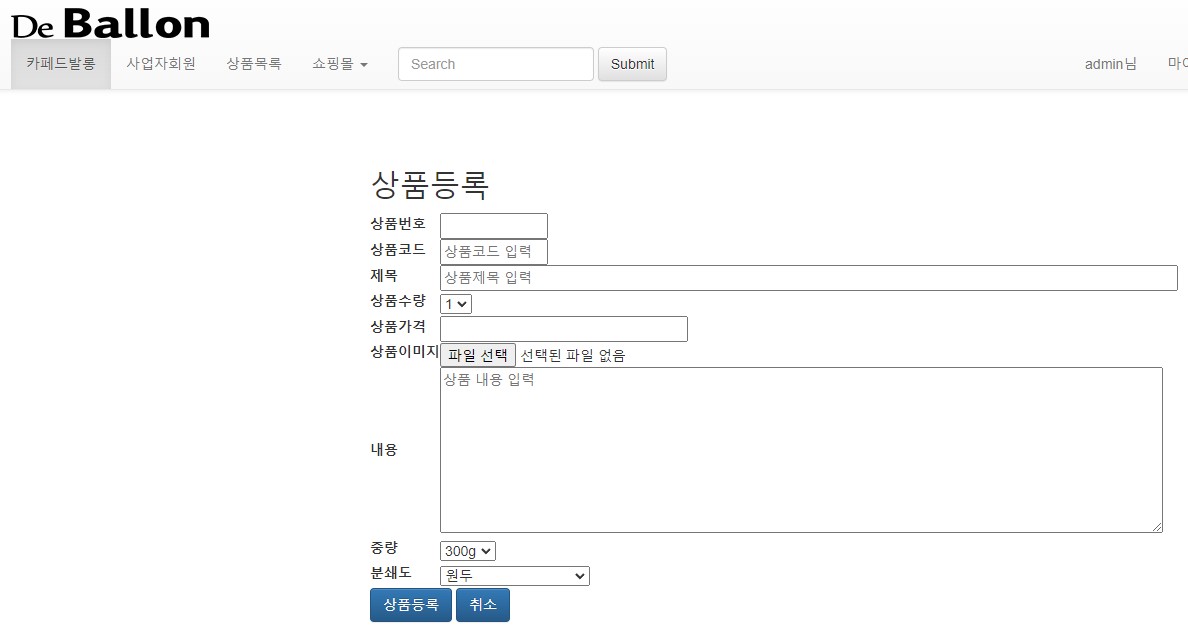 De Ballon
카페드발롱 사업자회원 상품목록 쇼핑몰 Search Submit admin님
상품등록
상품번호
상품코드 상품코드 입력
제목 상품제목 입력
상품수량 1
상품가격
상품이미지 파일 선택 선택된 파일 없음
상품 내용 입력
내용
중량 300g
분쇄도 원두
상품등록 취소